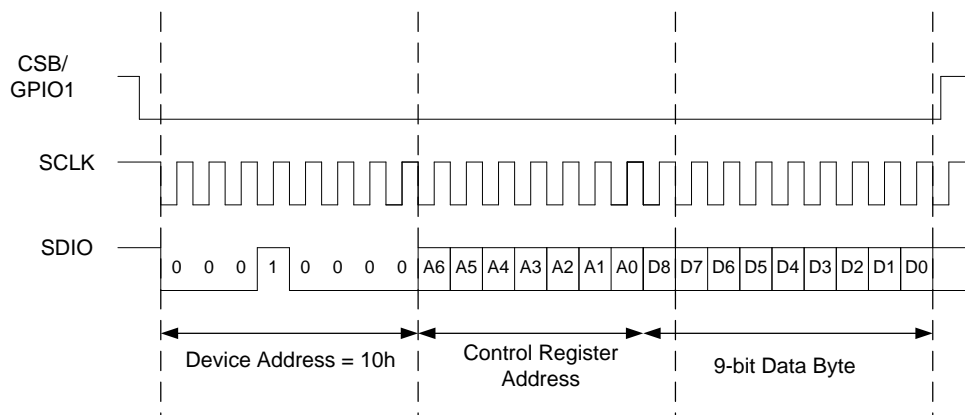 CSB/
GPIO1
SCLK
SDIO
0 0 0 1 0 0 0 0 A6 A5 A4 A3 A2 A1 A0 D8 D7 D6 D5 D4 D3 D2 D1 D0
Device Address = 10h
Control Register
Address
9-bit Data Byte